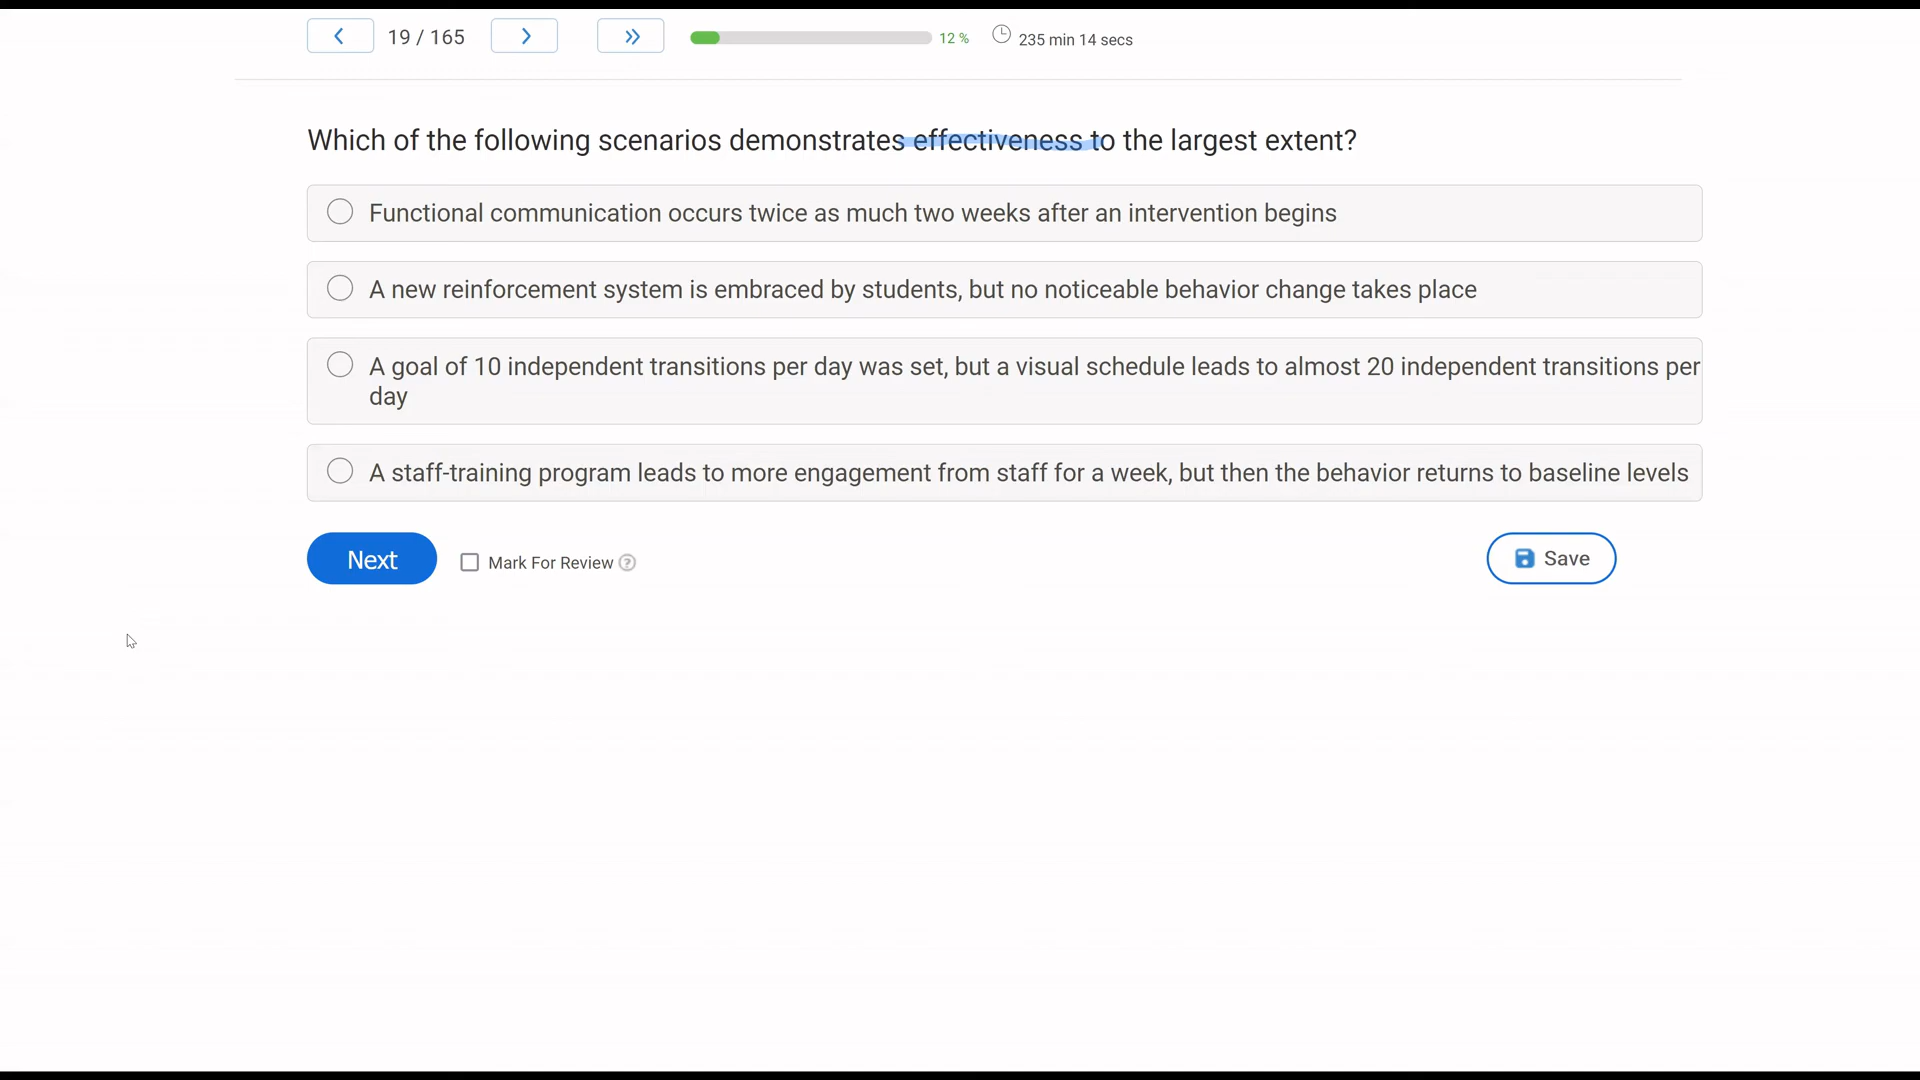 19 / 165
12 %
235 min 14 secs
Which of the following scenarios demonstrates effectiveness to the largest extent?
Functional communication occurs twice as much two weeks after an intervention begins
A new reinforcement system is embraced by students, but no noticeable behavior change takes place
A goal of 10 independent transitions per day was set, but a visual schedule leads to almost 20 independent transitions per
day
A staff-training program leads to more engagement from staff for a week, but then the behavior returns to baseline levels
Next
Mark For Review ?
Save